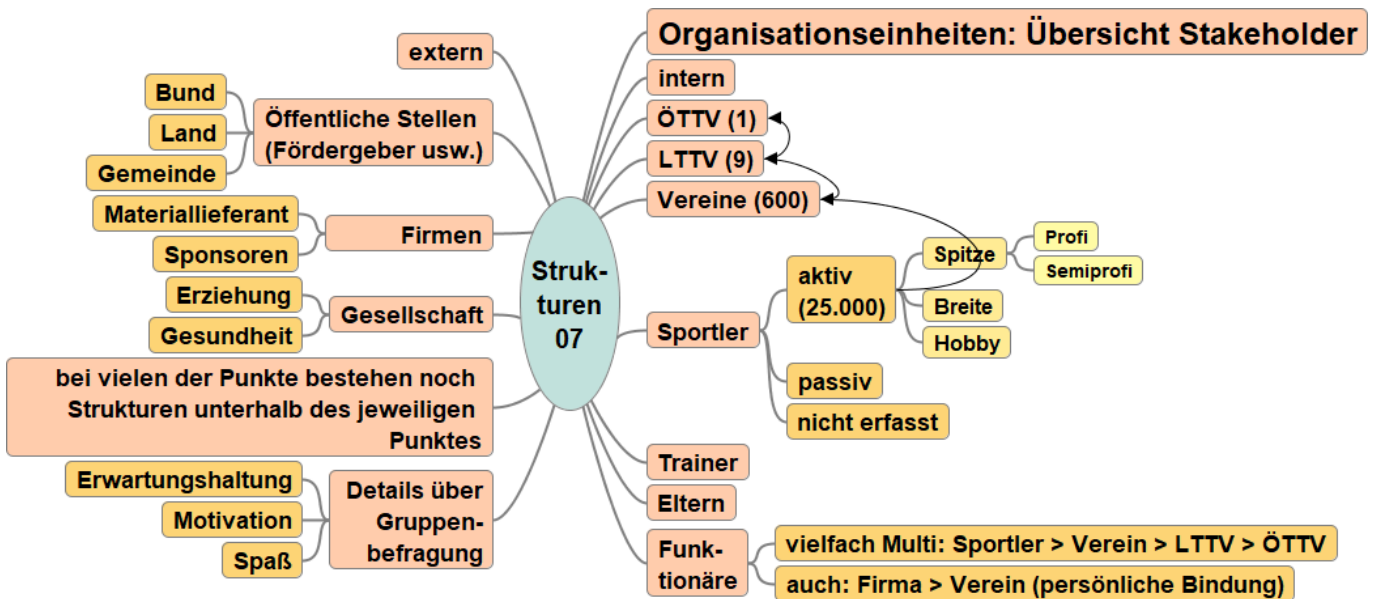 Organisationseinheiten: Übersicht Stakeholder
intern
ÖTTV (1)
LTTV (9)
Vereine (600)
Sportler
aktiv
(25.000)
Spitze
Profi
Semiprofi
Breite
Hobby
passiv
nicht erfasst
Trainer
Eltern
Funk-
tionäre
vielfach Multi: Sportler > Verein > LTTV > ÖTTV
auch: Firma > Verein (persönliche Bindung)
Struk-
turen
07
extern
Öffentliche Stellen
(Fördergeber usw.)
Bund
Land
Gemeinde
Firmen
Materiallieferant
Sponsoren
Gesellschaft
Erziehung
Gesundheit
bei vielen der Punkte bestehen noch
Strukturen unterhalb des jeweiligen
Punktes
Details über
Gruppen-
befragung
Erwartungshaltung
Motivation
Spaß